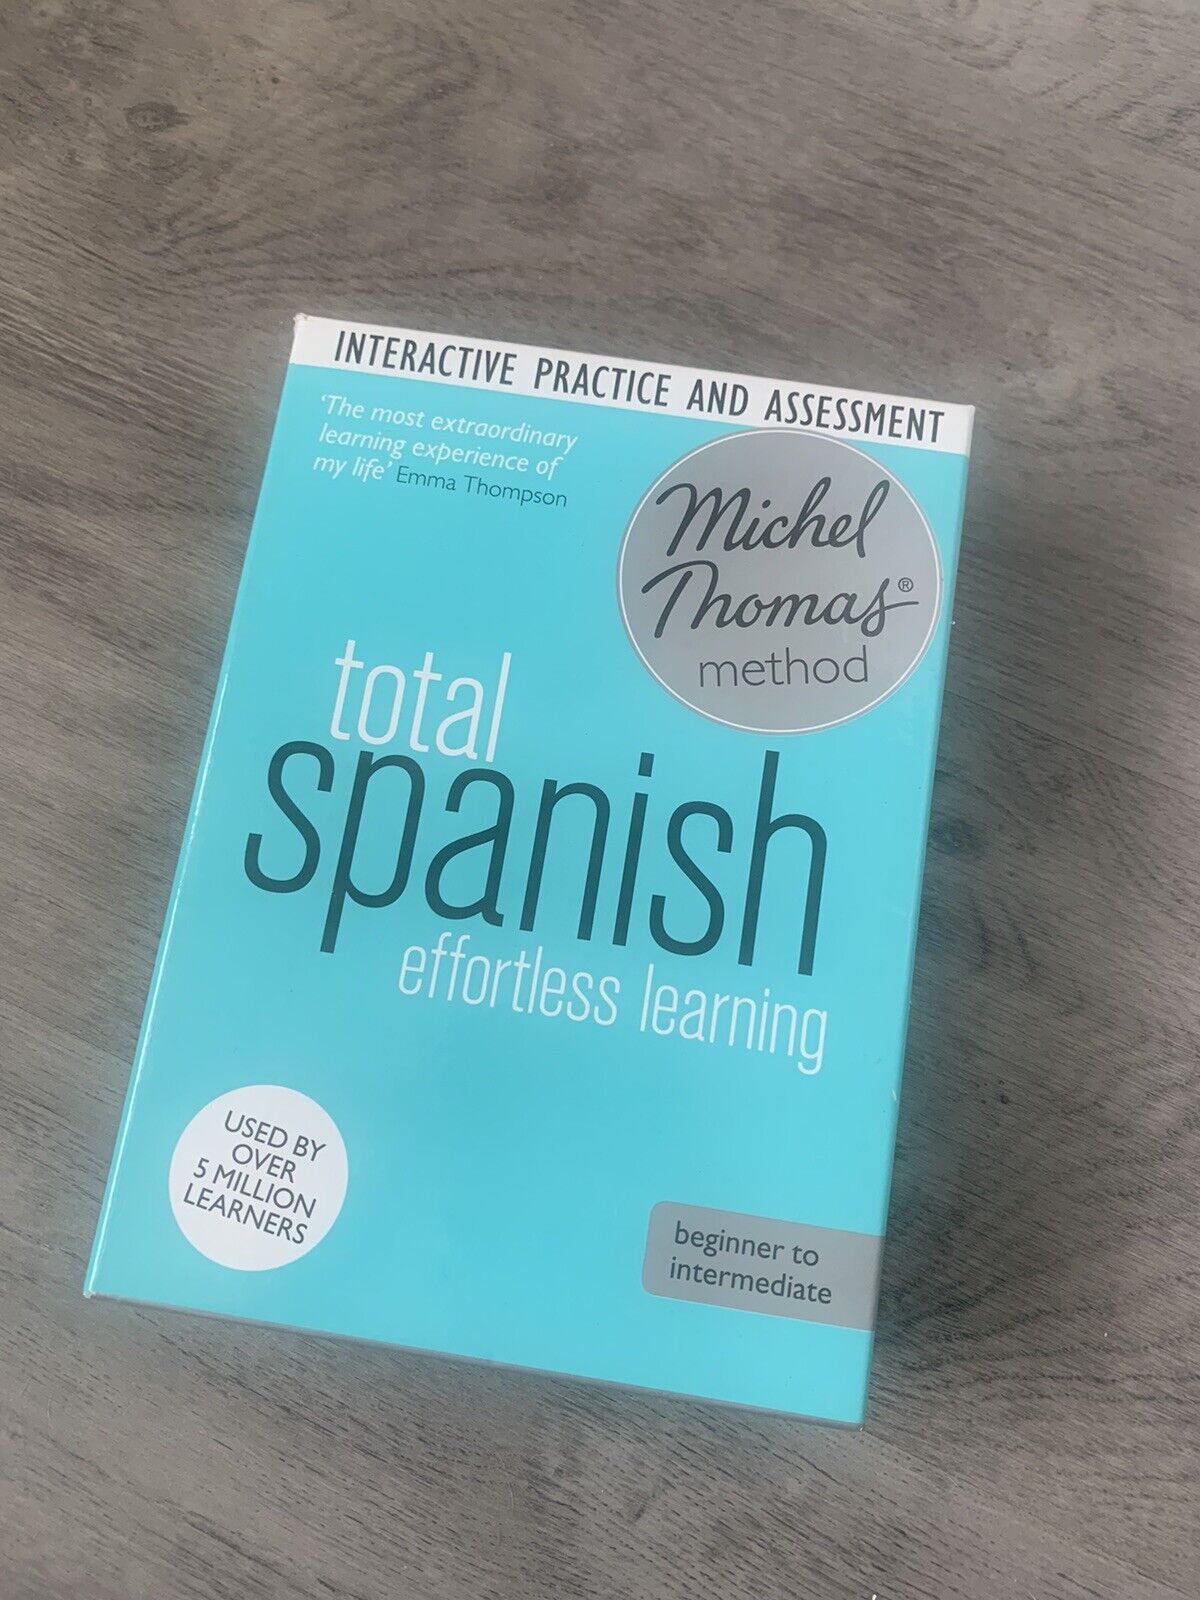 INTERACTIVE PRACTICE AND ASSESSMENT
‘The most extraordinary
learning experience of
my life’ Emma Thompson
Michel
Thomas®
method
total
spanish
effortless learning
USED BY
OVER
5 MILLION
LEARNERS
beginner to
intermediate